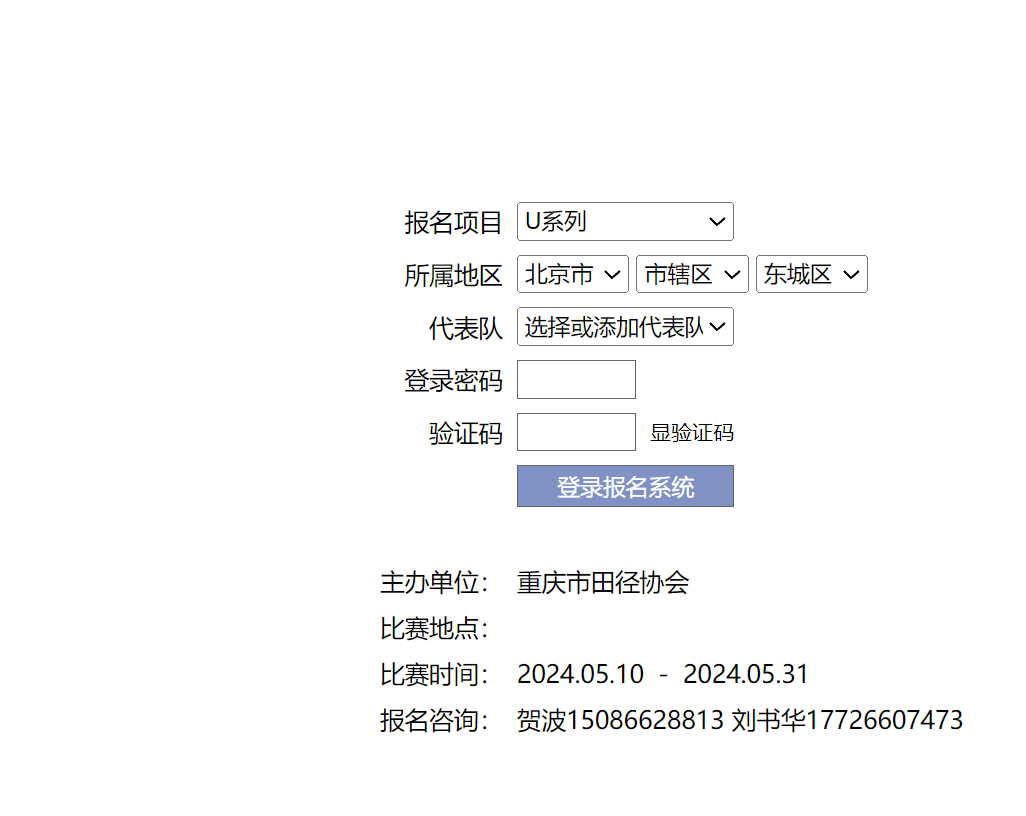 报名项目 U系列
所属地区 北京市 市辖区 东城区
代表队 选择或添加代表队
登录密码
验证码 显验证码
登录报名系统
主办单位： 重庆市田径协会
比赛地点：
比赛时间： 2024.05.10 - 2024.05.31
报名咨询： 贺波15086628813 刘书华17726607473